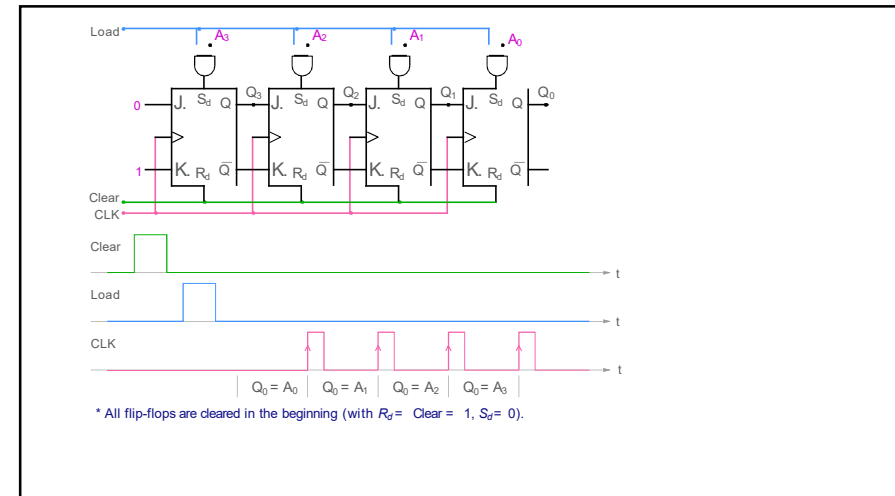 Load A3 A2 A1 A0
Q3 Q2 Q1 Q0
0 J. Sd Q J. Sd Q J. Sd Q J. Sd Q
1 K. Rd Q̅ K. Rd Q̅ K. Rd Q̅ K. Rd Q̅
Clear
CLK
Clear
t
Load
t
CLK
t
Q0 = A0 Q0 = A1 Q0 = A2 Q0 = A3
* All flip-flops are cleared in the beginning (with Rd = Clear = 1, Sd = 0).